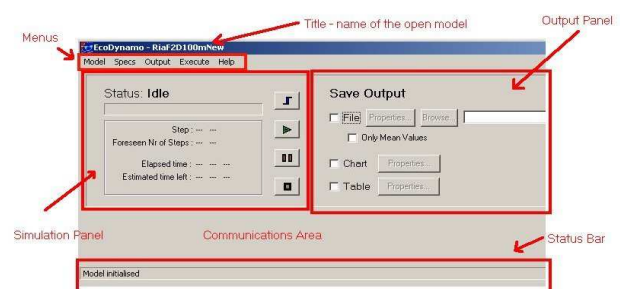 Title - name of the open model
Output Panel
Menus
EcoDynamo - RiaF2D100mNew
Model Specs Output Execute Help
Status: Idle
Step : --- ---
Foreseen Nr of Steps : --- ---
Elapsed time : --- --- ---
Estimated time left : --- --- ---
Save Output
File Properties... Browse...
Only Mean Values
Chart Properties...
Table Properties...
Simulation Panel
Communications Area
Status Bar
Model initialised